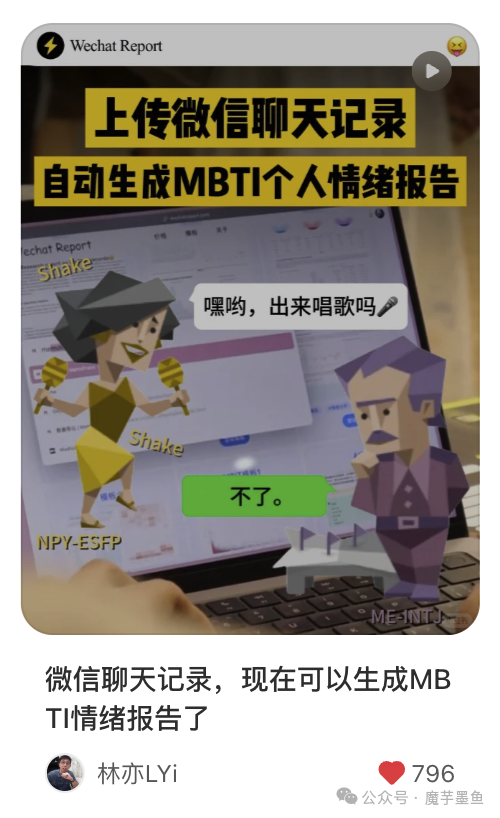 Wechat Report
上传微信聊天记录
自动生成MBTI个人情绪报告
Wechat Report
Shake
嘿哟，出来唱歌吗🎤
Shake
不了。
NPY-ESFP
ME-INTJ
微信聊天记录，现在可以生成MB
TI情绪报告了
林亦LYi
796
公众号 · 魔芋墨鱼